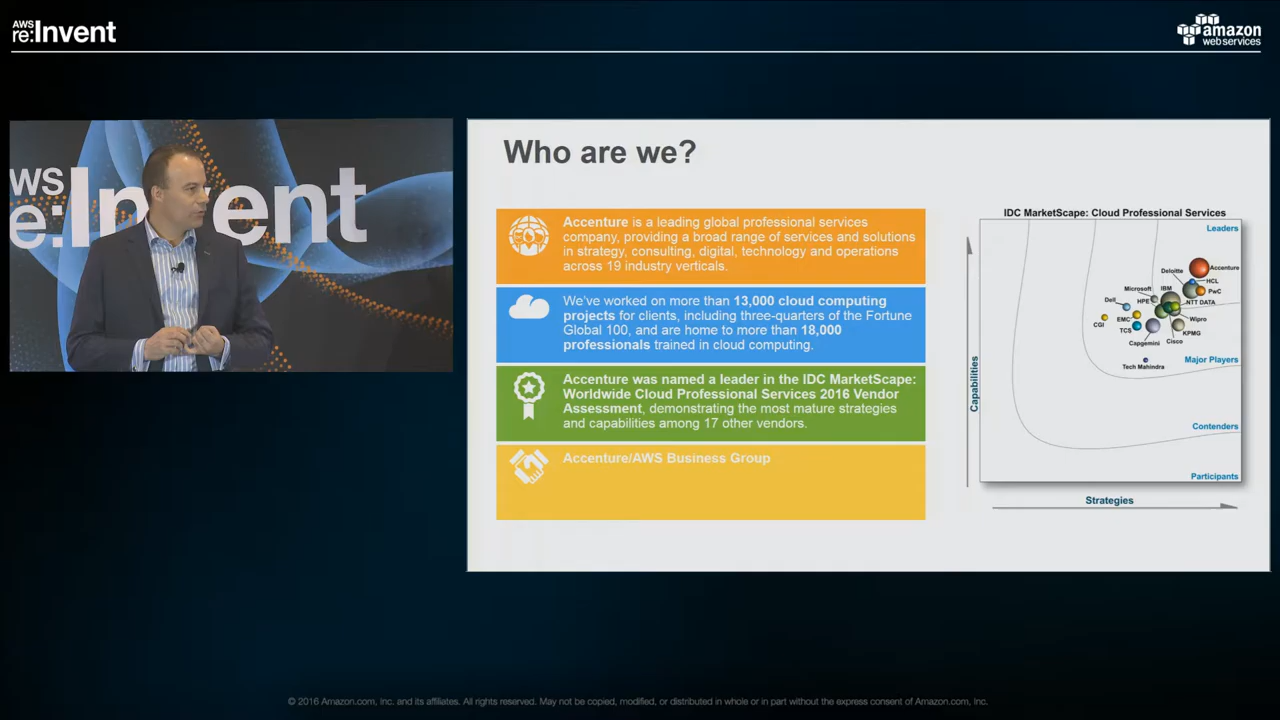 AWS
re:Invent
amazon
web services
WS
e:Invent
Who are we?
Accenture is a leading global professional services
company, providing a broad range of services and solutions
in strategy, consulting, digital, technology and operations
across 19 industry verticals.
We've worked on more than 13,000 cloud computing
projects for clients, including three-quarters of the Fortune
Global 100, and are home to more than 18,000
professionals trained in cloud computing.
Accenture was named a leader in the IDC MarketScape:
Worldwide Cloud Professional Services 2016 Vendor
Assessment, demonstrating the most mature strategies
and capabilities among 17 other vendors.
Accenture/AWS Business Group
IDC MarketScape: Cloud Professional Services
Leaders
Accenture
Deloitte
HCL
Microsoft
IBM
PwC
Dell
HPE
NTT DATA
EMC
Wipro
CGI
TCS
KPMG
Capgemini
Cisco
Major Players
Tech Mahindra
Capabilities
Contenders
Participants
Strategies
© 2016 Amazon.com, Inc. and its affiliates. All rights reserved. May not be copied, modified, or distributed in whole or in part without the express consent of Amazon.com, Inc.